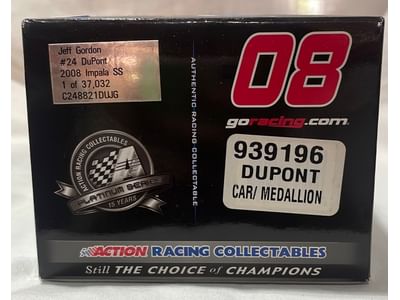 Jeff Gordon
#24 DuPont
2008 Impala SS
1 of 37,032
C248821DUJG
AUTHENTIC RACING COLLECTABLE
08
goracing.com
ACTION RACING COLLECTABLES
PLATINUM SERIES
15 YEARS
939196
DUPONT
CAR/ MEDALLION
ACTION RACING COLLECTABLES
Still THE CHOICE of CHAMPIONS